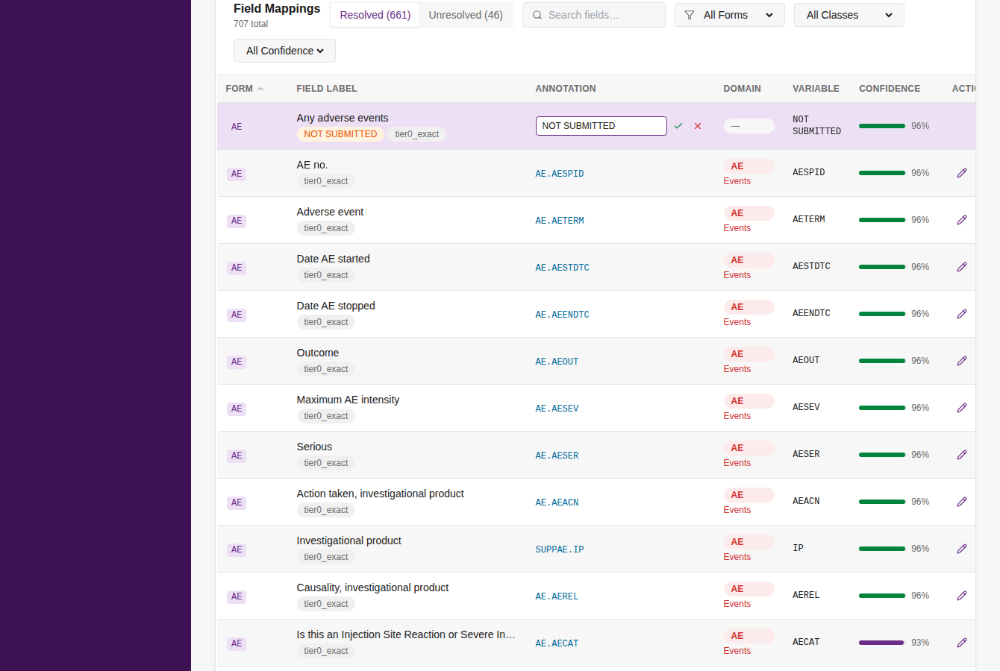 Field Mappings
707 total
Resolved (661)
Unresolved (46)
Search fields…
All Forms
All Classes
All Confidence
FORM FIELD LABEL ANNOTATION DOMAIN VARIABLE CONFIDENCE ACTI
AE Any adverse events NOT SUBMITTED tier0_exact NOT SUBMITTED — NOT SUBMITTED 96%
AE AE no. tier0_exact AE.AESPID AE Events AESPID 96%
AE Adverse event tier0_exact AE.AETERM AE Events AETERM 96%
AE Date AE started tier0_exact AE.AESTDTC AE Events AESTDTC 96%
AE Date AE stopped tier0_exact AE.AEENDTC AE Events AEENDTC 96%
AE Outcome tier0_exact AE.AEOUT AE Events AEOUT 96%
AE Maximum AE intensity tier0_exact AE.AESEV AE Events AESEV 96%
AE Serious tier0_exact AE.AESER AE Events AESER 96%
AE Action taken, investigational product tier0_exact AE.AEACN AE Events AEACN 96%
AE Investigational product tier0_exact SUPPAE.IP AE Events IP 96%
AE Causality, investigational product tier0_exact AE.AEREL AE Events AEREL 96%
AE Is this an Injection Site Reaction or Severe In… tier0_exact AE.AECAT AE Events AECAT 93%